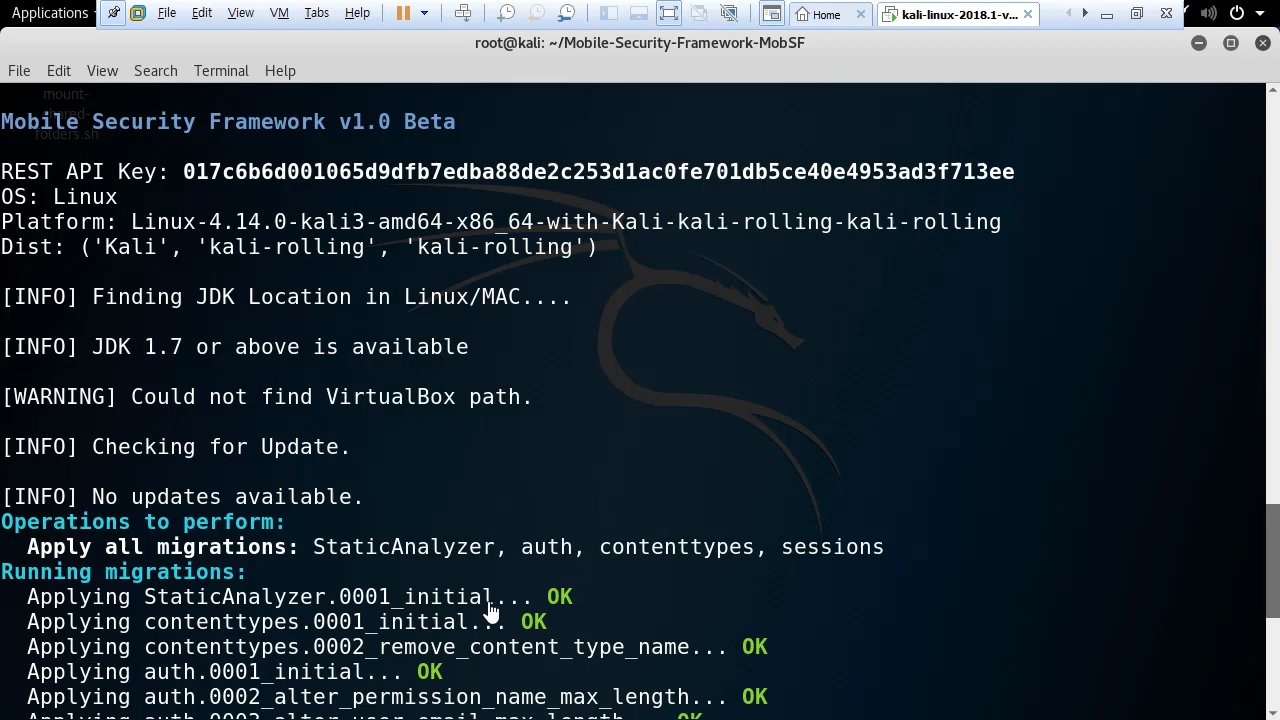 Applications
File Edit View VM Tabs Help
Home
kali-linux-2018.1-v...
root@kali: ~/Mobile-Security-Framework-MobSF
File Edit View Search Terminal Help
mount-
shared-
folders.sh
Mobile Security Framework v1.0 Beta
REST API Key: 017c6b6d001065d9dfb7edba88de2c253d1ac0fe701db5ce40e4953ad3f713ee
OS: Linux
Platform: Linux-4.14.0-kali3-amd64-x86_64-with-Kali-kali-rolling-kali-rolling
Dist: ('Kali', 'kali-rolling', 'kali-rolling')
[INFO] Finding JDK Location in Linux/MAC....
[INFO] JDK 1.7 or above is available
[WARNING] Could not find VirtualBox path.
[INFO] Checking for Update.
[INFO] No updates available.
Operations to perform:
Apply all migrations: StaticAnalyzer, auth, contenttypes, sessions
Running migrations:
Applying StaticAnalyzer.0001_initial... OK
Applying contenttypes.0001_initial... OK
Applying contenttypes.0002_remove_content_type_name... OK
Applying auth.0001_initial... OK
Applying auth.0002_alter_permission_name_max_length... OK
Applying auth.0003_alter_user_email_max_length... OK